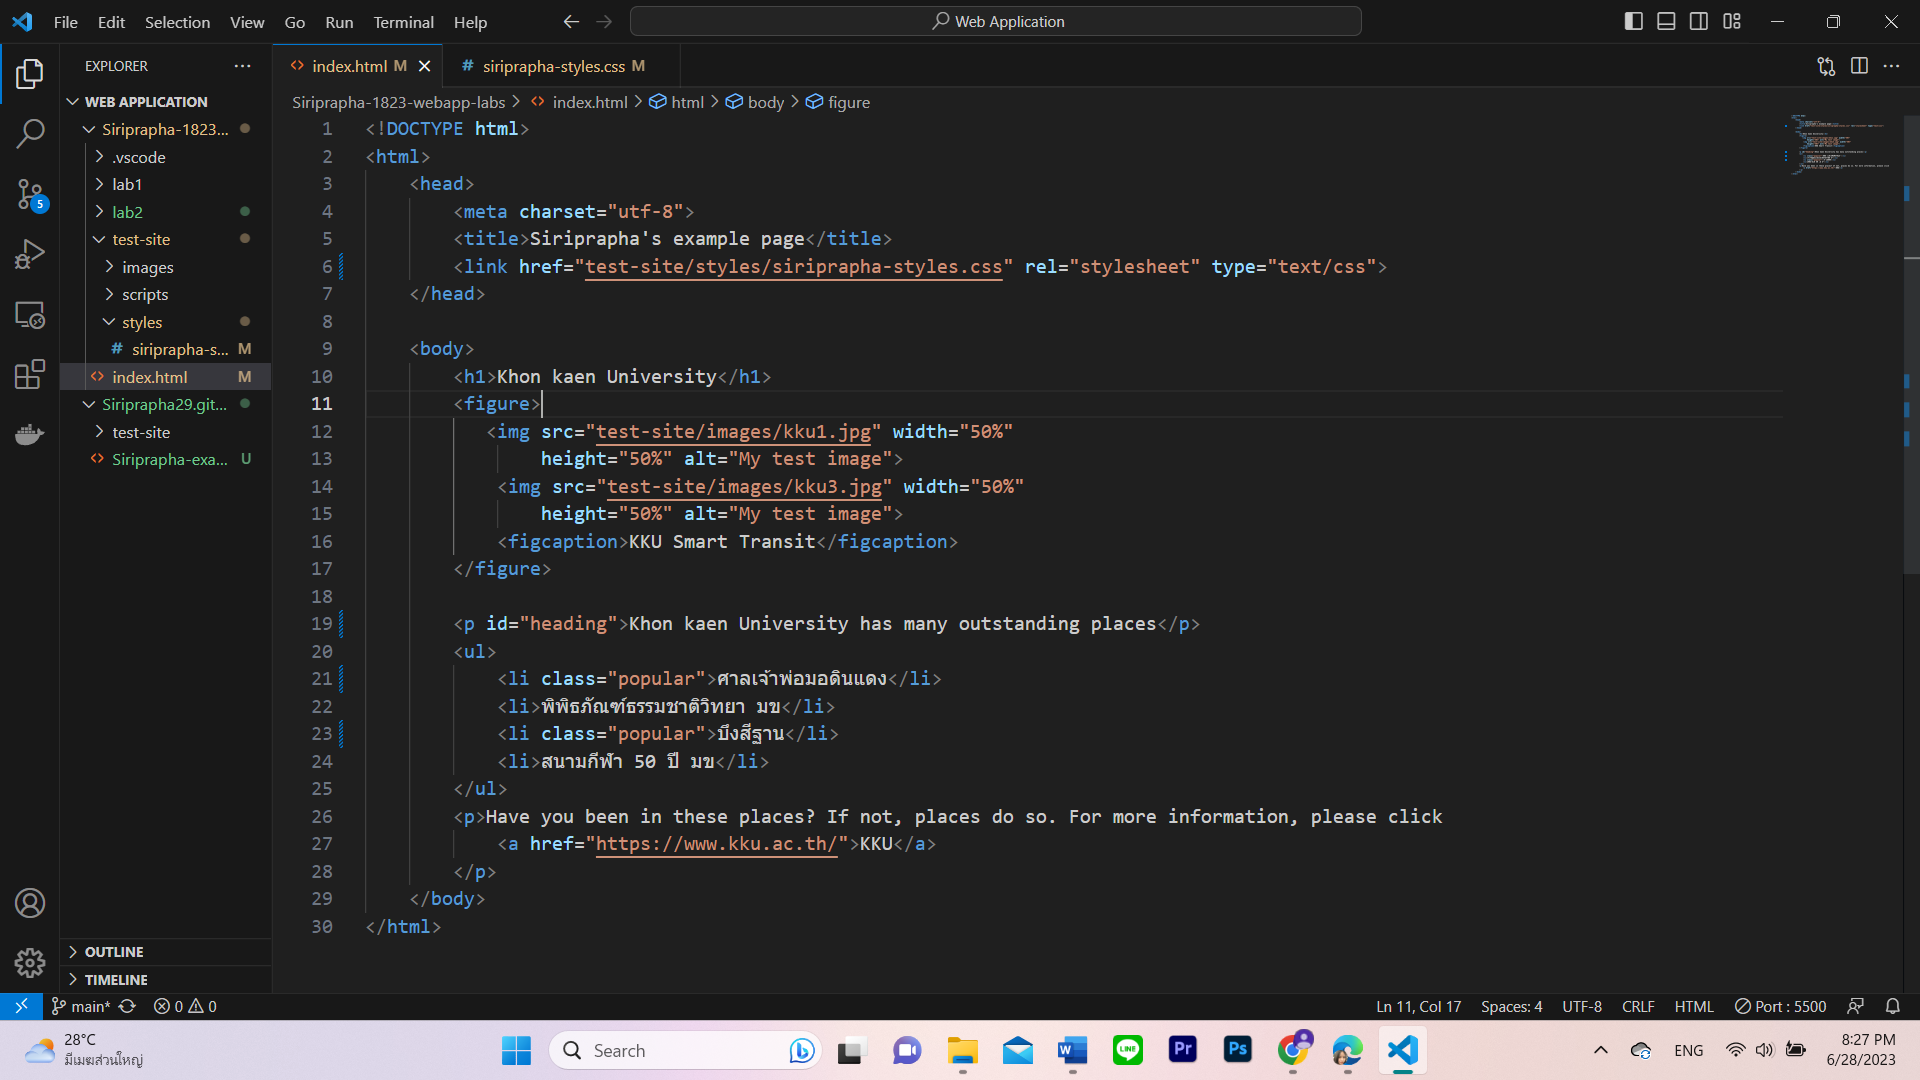 File Edit Selection View Go Run Terminal Help
Web Application
EXPLORER
WEB APPLICATION
Siriprapha-1823...
.vscode
lab1
lab2
test-site
images
scripts
styles
# siriprapha-s... M
<> index.html M
Siriprapha29.git...
test-site
<> Siriprapha-exa... U
OUTLINE
TIMELINE
5
<> index.html M
# siriprapha-styles.css M
Siriprapha-1823-webapp-labs > <> index.html > html > body > figure
1 <!DOCTYPE html>
2 <html>
3 <head>
4 <meta charset="utf-8">
5 <title>Siriprapha's example page</title>
6 <link href="test-site/styles/siriprapha-styles.css" rel="stylesheet" type="text/css">
7 </head>
8
9 <body>
10 <h1>Khon kaen University</h1>
11 <figure>
12 <img src="test-site/images/kku1.jpg" width="50%"
13 height="50%" alt="My test image">
14 <img src="test-site/images/kku3.jpg" width="50%"
15 height="50%" alt="My test image">
16 <figcaption>KKU Smart Transit</figcaption>
17 </figure>
18
19 <p id="heading">Khon kaen University has many outstanding places</p>
20 <ul>
21 <li class="popular">ศาลเจ้าพ่อมอดินแดง</li>
22 <li>พิพิธภัณฑ์ธรรมชาติวิทยา มข</li>
23 <li class="popular">บึงสีฐาน</li>
24 <li>สนามกีฬา 50 ปี มข</li>
25 </ul>
26 <p>Have you been in these places? If not, places do so. For more information, please click
27 <a href="https://www.kku.ac.th/">KKU</a>
28 </p>
29 </body>
30 </html>
main* 0 0
Ln 11, Col 17 Spaces: 4 UTF-8 CRLF HTML Port : 5500
28°C
มีเมฆส่วนใหญ่
Search
LINE
Pr
Ps
ENG
8:27 PM
6/28/2023